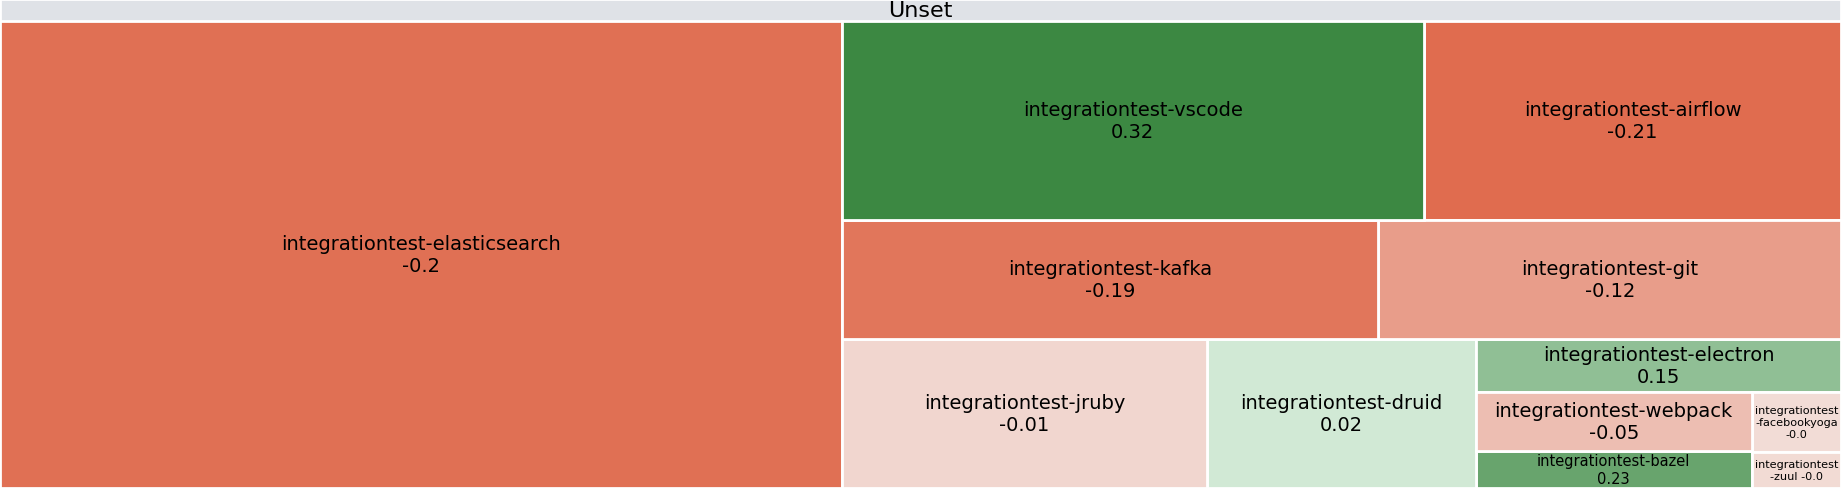 Unset
integrationtest-elasticsearch
-0.2
integrationtest-vscode
0.32
integrationtest-airflow
-0.21
integrationtest-kafka
-0.19
integrationtest-git
-0.12
integrationtest-jruby
-0.01
integrationtest-druid
0.02
integrationtest-electron
0.15
integrationtest-webpack
-0.05
integrationtest
-facebookyoga
-0.0
integrationtest-bazel
0.23
integrationtest
-zuul -0.0